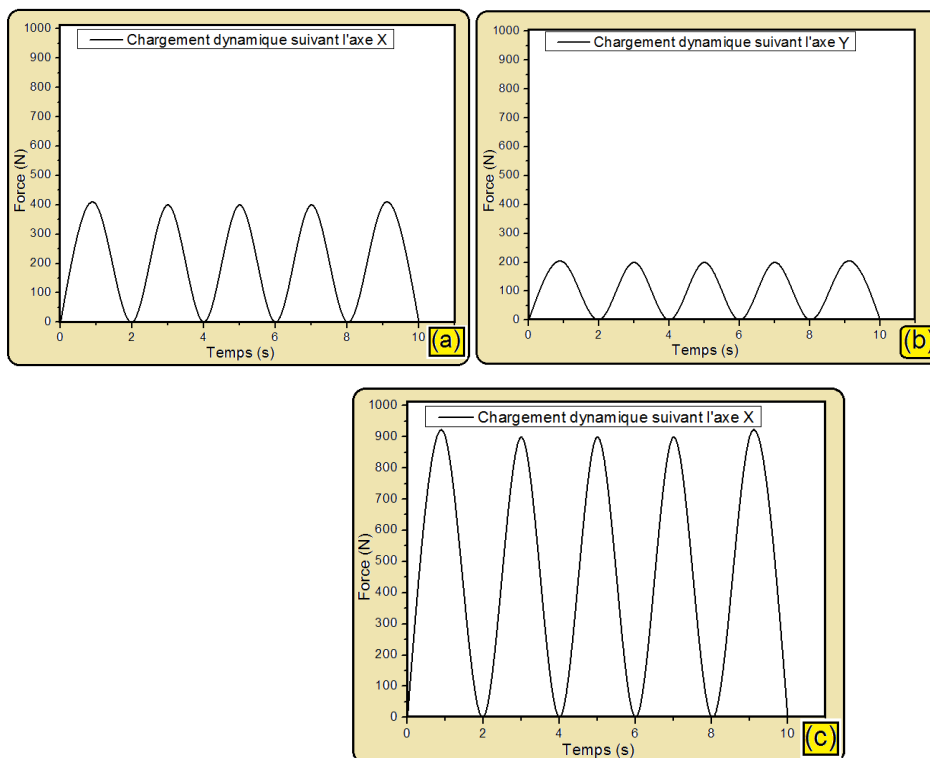 Chargement dynamique suivant l'axe X
1000
900
800
700
600
500
400
300
200
100
0
Force (N)
0 2 4 6 8 10
Temps (s)
(a)
Chargement dynamique suivant l'axe Y
1000
900
800
700
600
500
400
300
200
100
0
Force (N)
0 2 4 6 8 10
Temps (s)
(b)
Chargement dynamique suivant l'axe X
1000
900
800
700
600
500
400
300
200
100
0
Force (N)
0 2 4 6 8 10
Temps (s)
(c)